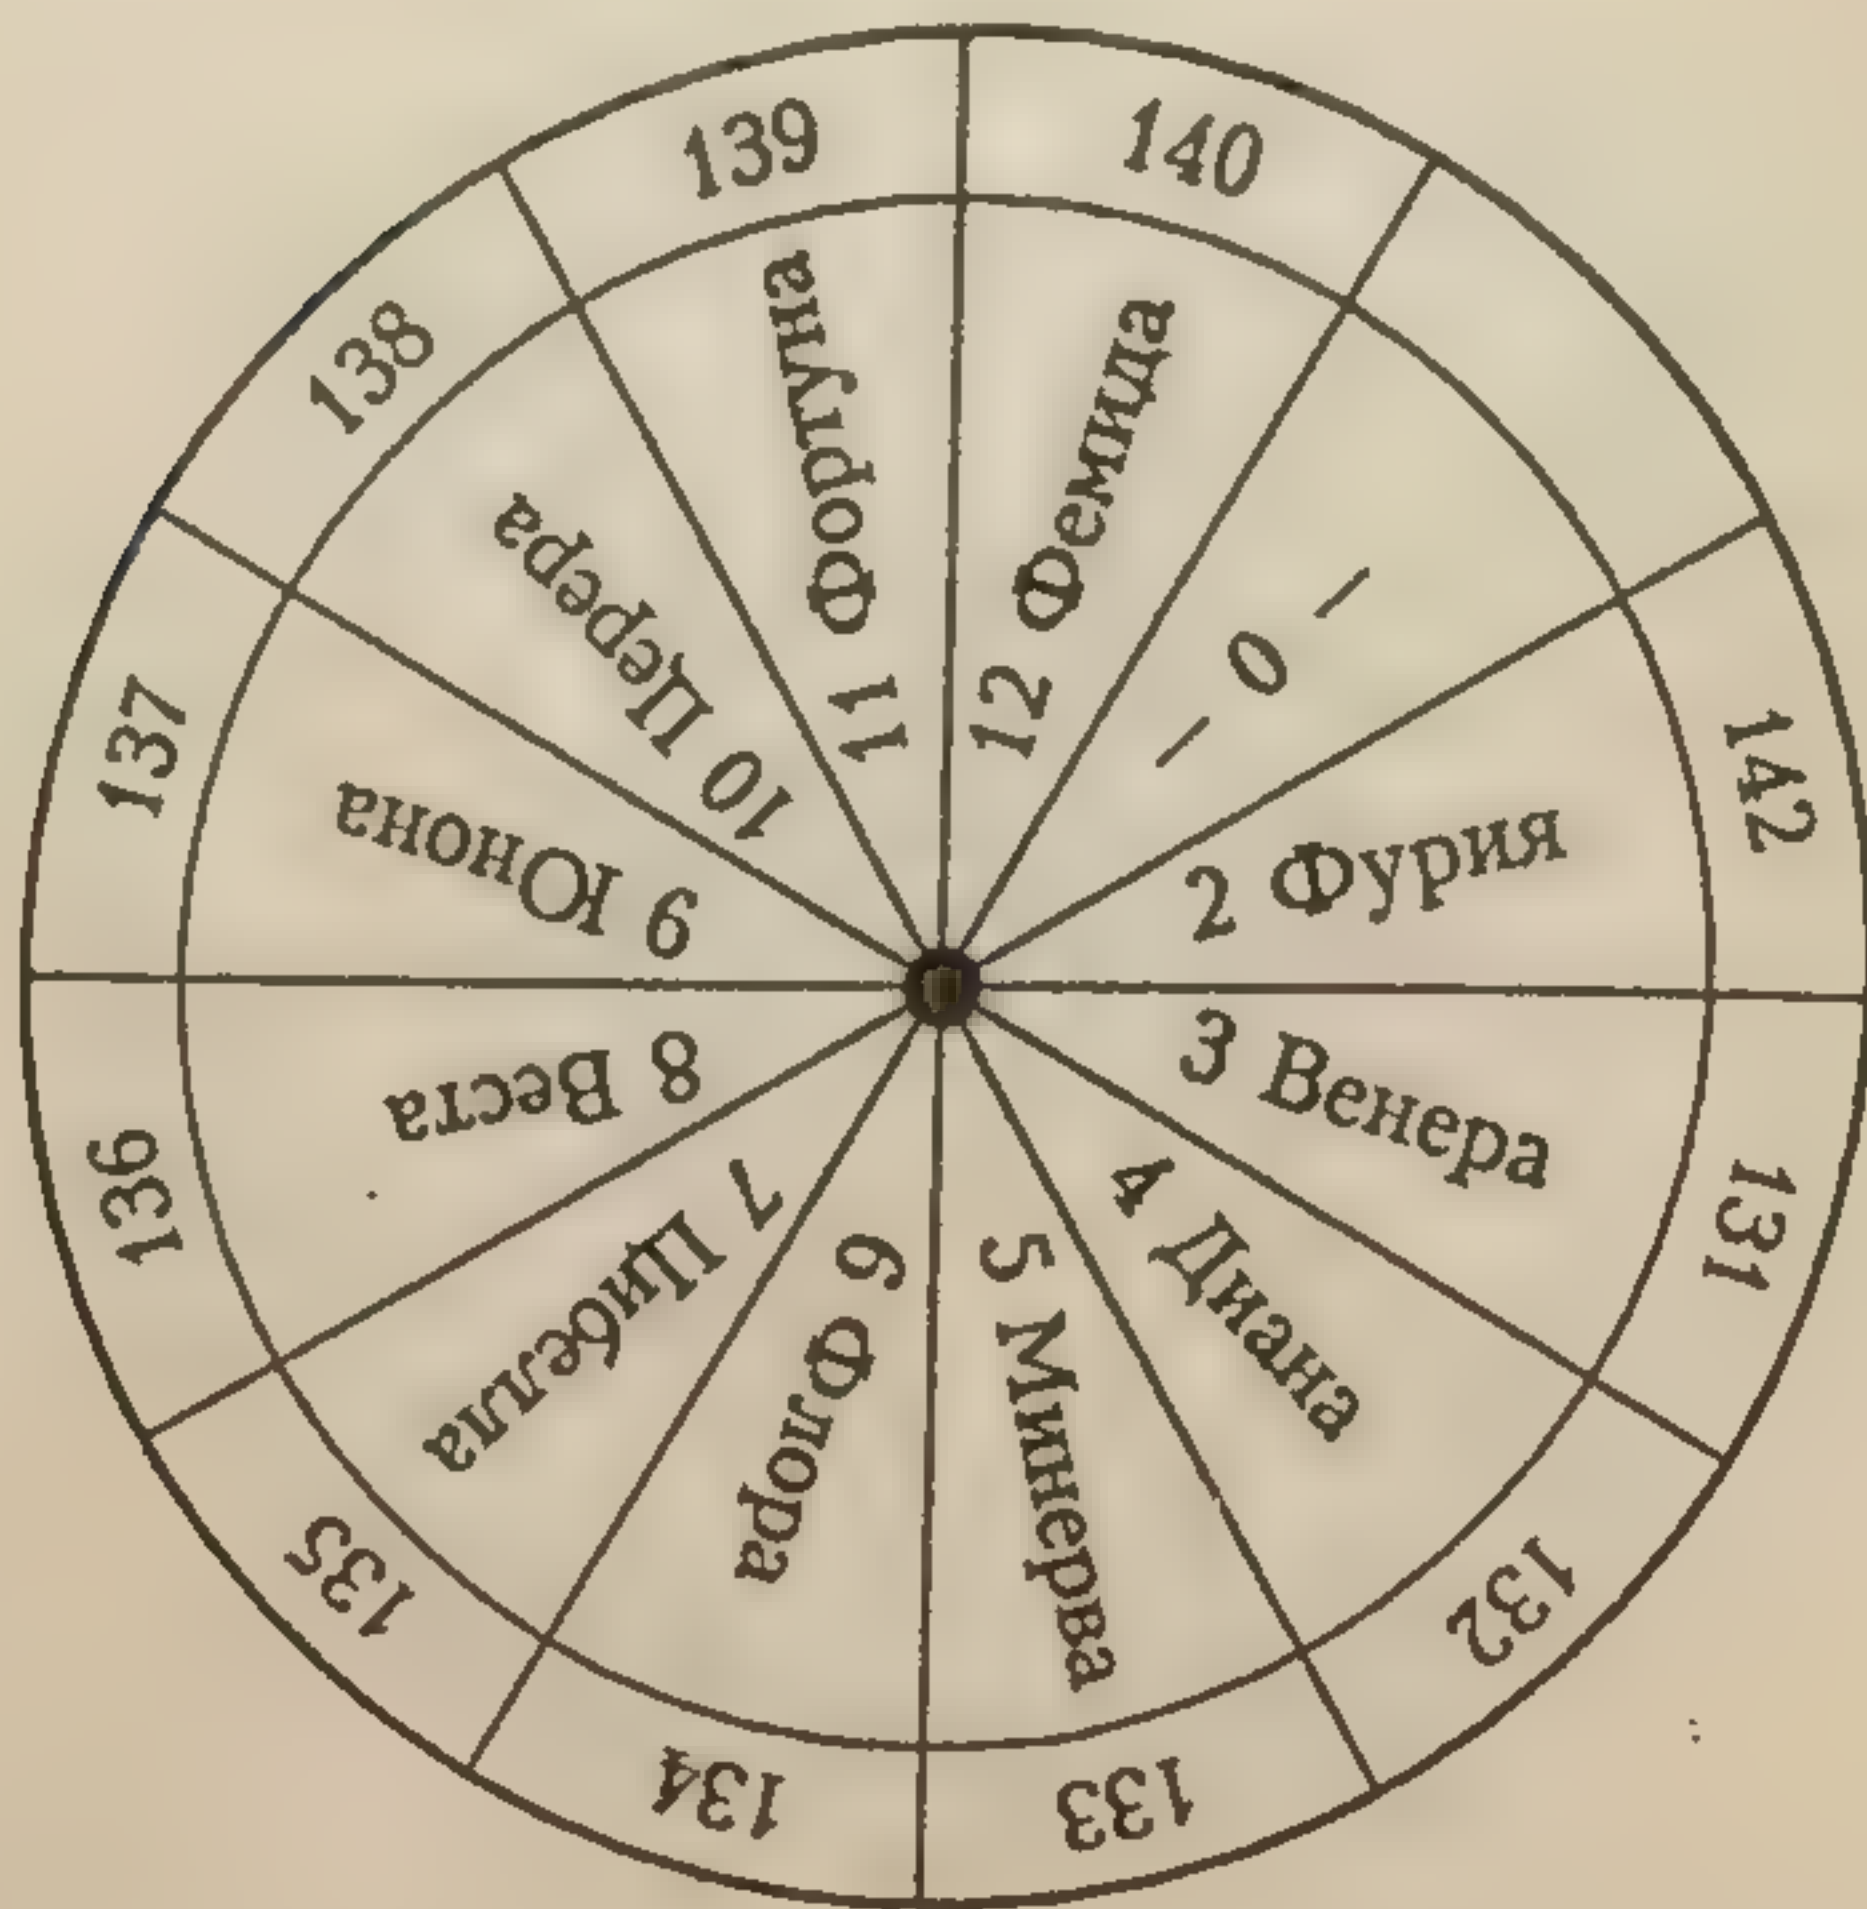 140
12 Фемида
– 0 –
142
2 Фурия
131
3 Венера
132
4 Диана
133
5 Минерва
134
6 Флора
135
7 Цибелла
136
8 Веста
137
9 Юнона
138
10 Церера
139
11 Фортуна